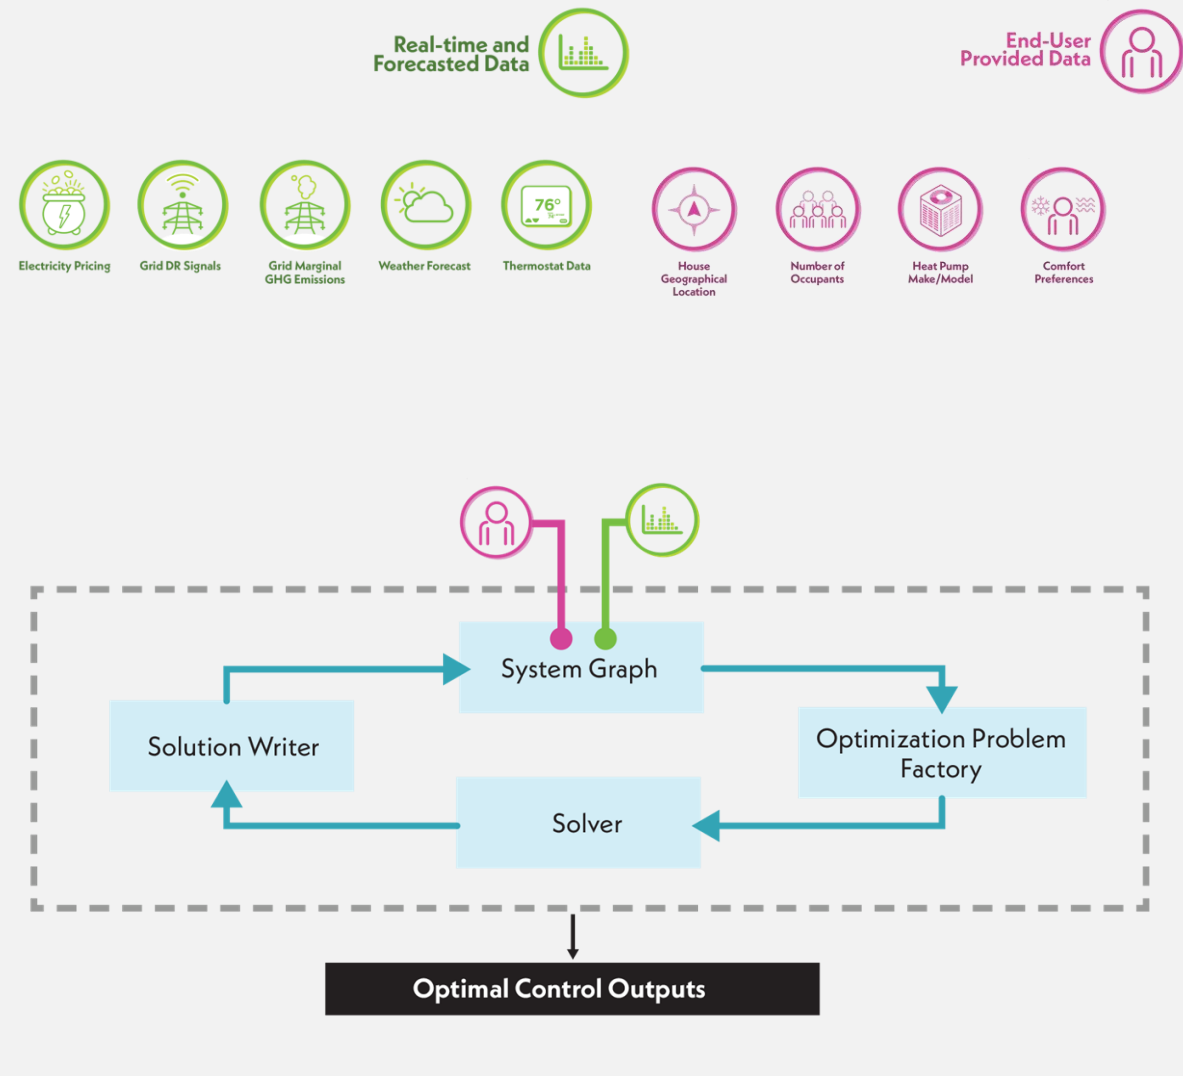 Real-time and
Forecasted Data
End-User
Provided Data
76°
Electricity Pricing
Grid DR Signals
Grid Marginal
GHG Emissions
Weather Forecast
Thermostat Data
House
Geographical
Location
Number of
Occupants
Heat Pump
Make/Model
Comfort
Preferences
System Graph
Solution Writer
Optimization Problem
Factory
Solver
Optimal Control Outputs